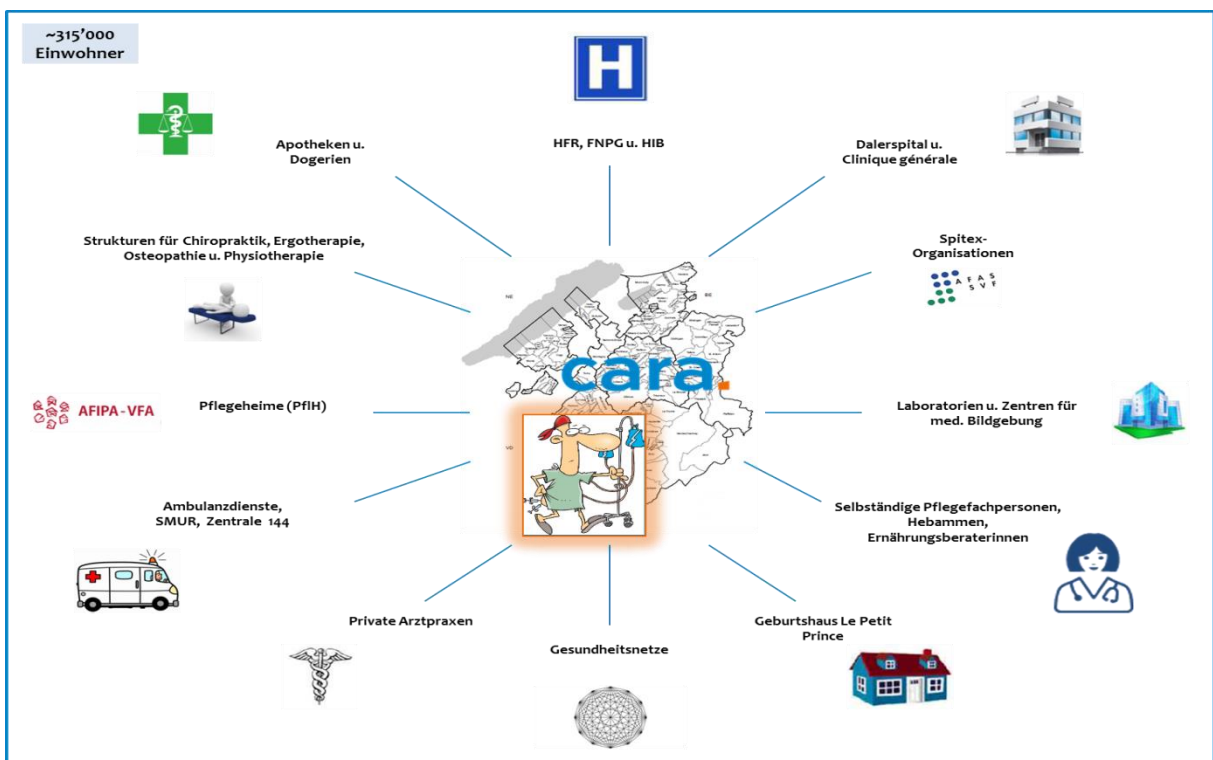 ~315’000
Einwohner
H
Apotheken u.
Dogerien
HFR, FNPG u. HIB
Dalerspital u.
Clinique générale
Strukturen für Chiropraktik, Ergotherapie,
Osteopathie u. Physiotherapie
Spitex-
Organisationen
AFAS
SVF
NE
BE
cara.
AFIPA-VFA
Pflegeheime (PflH)
Laboratorien u. Zentren für
med. Bildgebung
VD
Ambulanzdienste,
SMUR, Zentrale 144
Selbständige Pflegefachpersonen,
Hebammen,
Ernährungsberaterinnen
Private Arztpraxen
Gesundheitsnetze
Geburtshaus Le Petit
Prince